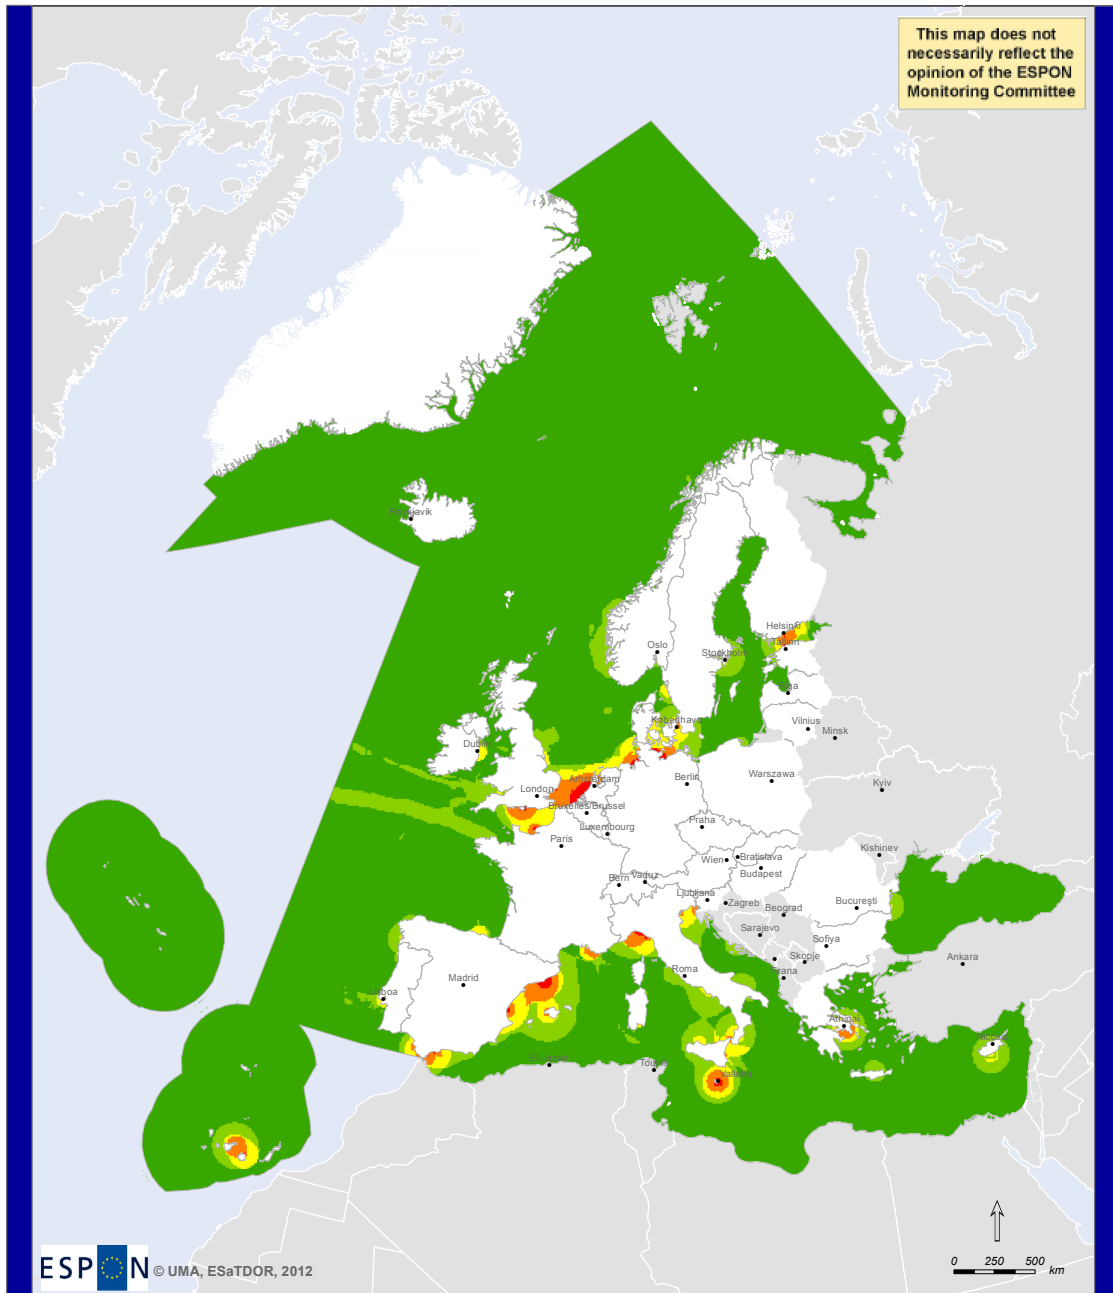 This map does not
necessarily reflect the
opinion of the ESPON
Monitoring Committee
Reykjavik
Helsinki
Tallinn
Oslo
Stockholm
Riga
København
Vilnius
Minsk
Dublin
Amsterdam
Berlin
Warszawa
London
Kyiv
Bruxelles/Brussel
Luxembourg
Praha
Paris
Kishinev
Wien
Bratislava
Budapest
Bern
Vaduz
Ljubljana
Zagreb
Beograd
Bucureşti
Sarajevo
Sofiya
Skopje
Ankara
Roma
Tirana
Madrid
Lisboa
Athinai
Nicosia
Tounis
Valletta
0 250 500
km
ESPON
© UMA, ESaTDOR, 2012